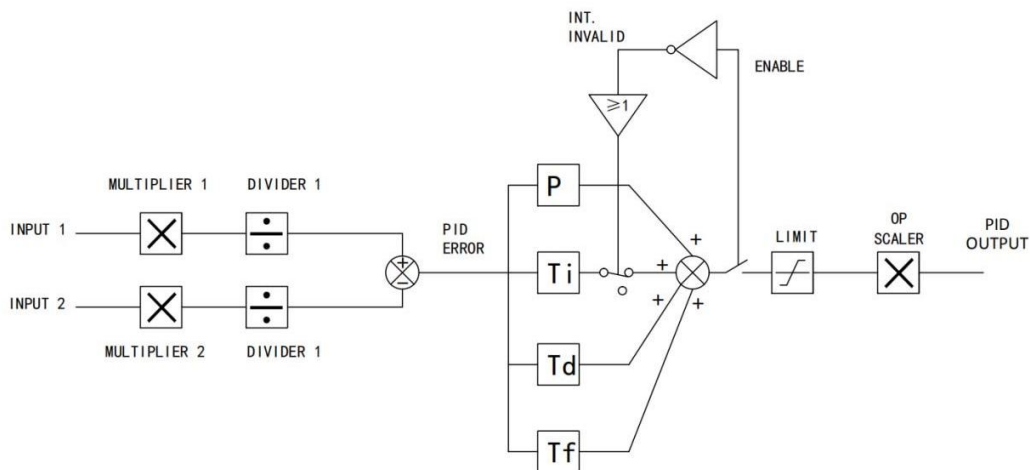 INT.
INVALID
ENABLE
≥1
MULTIPLIER 1
DIVIDER 1
P
OP
SCALER
PID
OUTPUT
LIMIT
INPUT 1
PID
ERROR
+
+
−
Ti
+
+
+
INPUT 2
MULTIPLIER 2
DIVIDER 1
Td
Tf